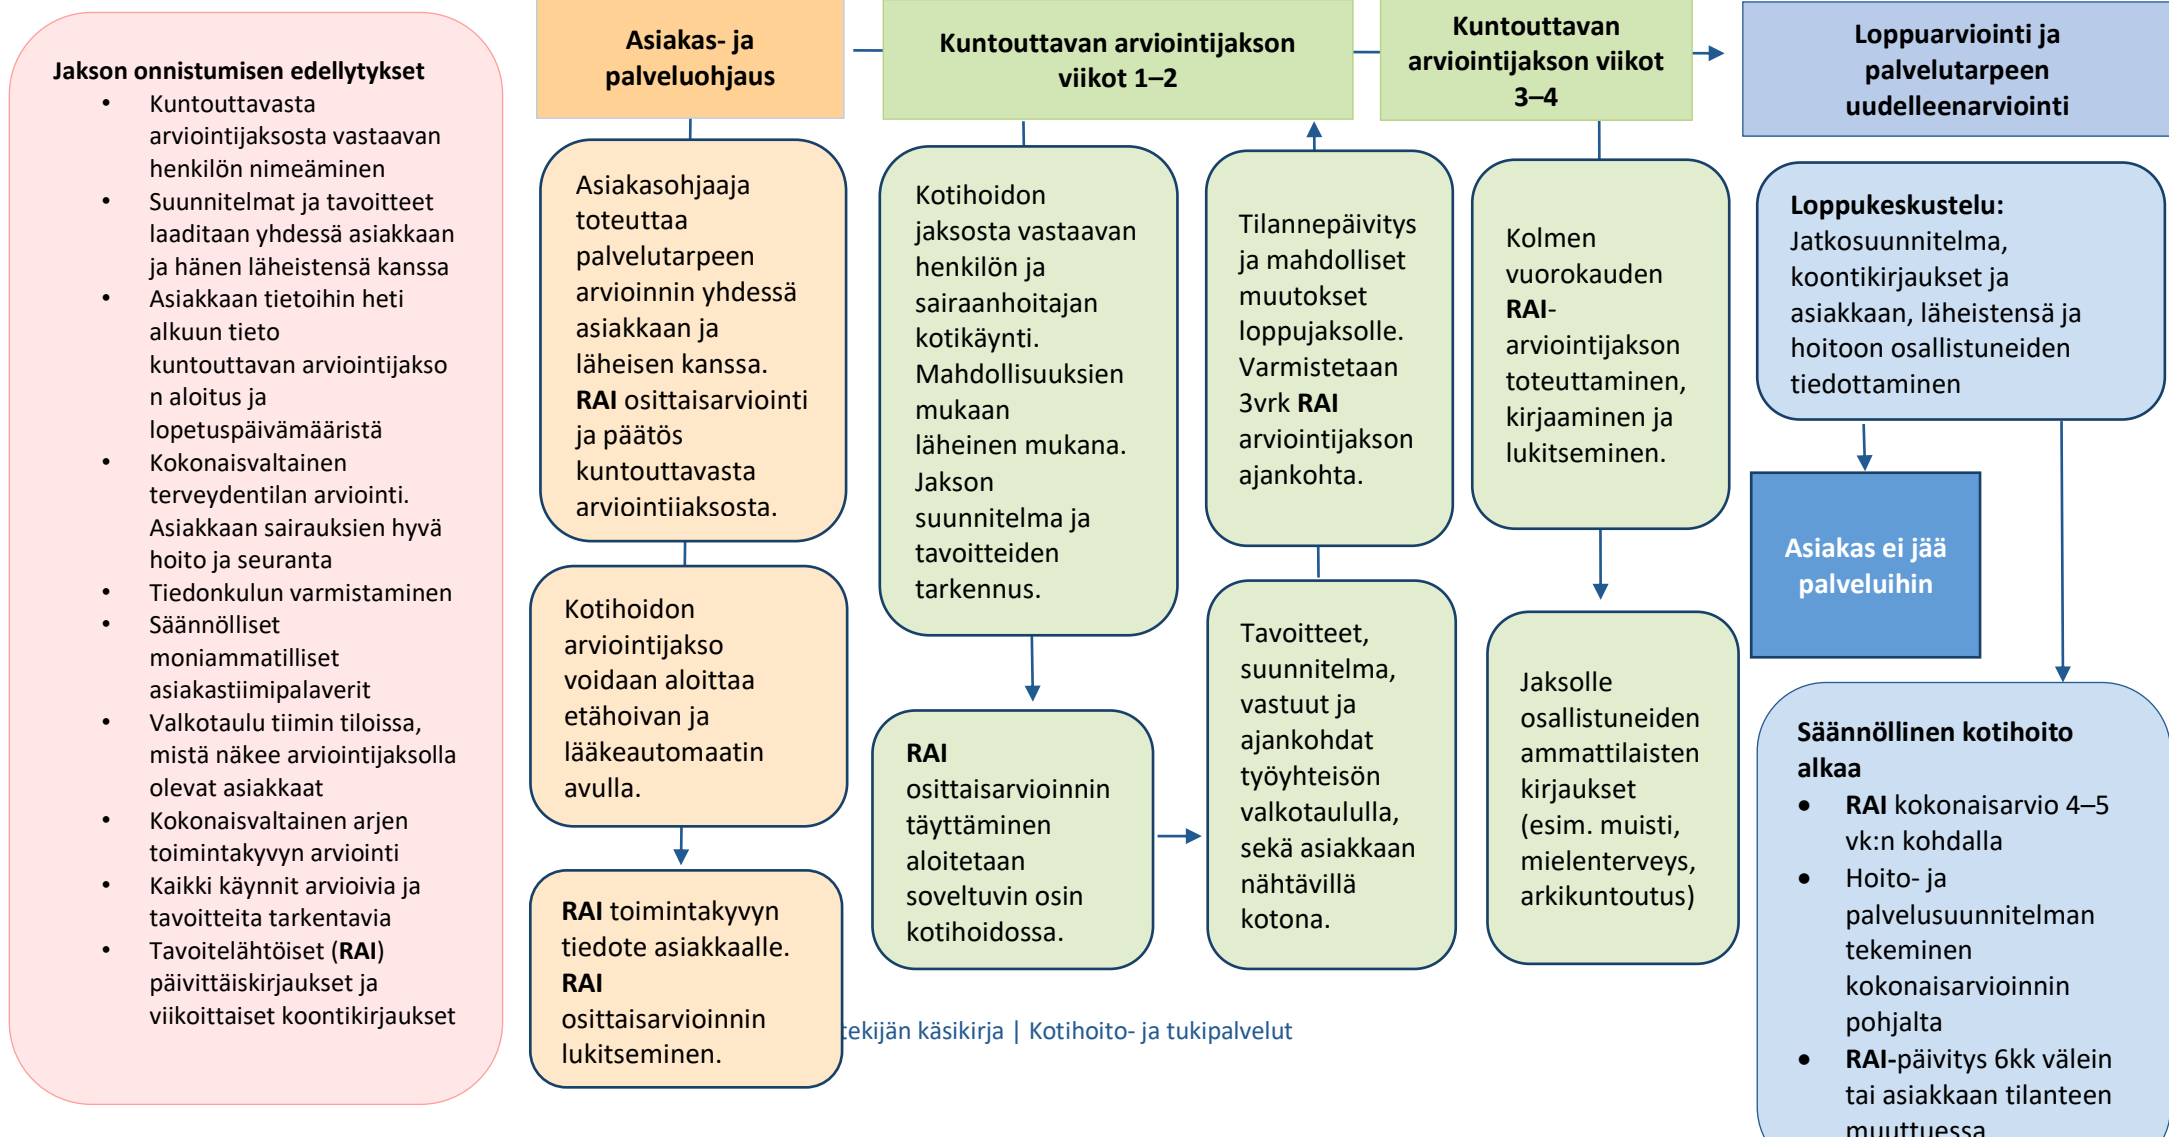 Jakson onnistumisen edellytykset
• Kuntouttavasta
arviointijaksosta vastaavan
henkilön nimeäminen
• Suunnitelmat ja tavoitteet
laaditaan yhdessä asiakkaan
ja hänen läheistensä kanssa
• Asiakkaan tietoihin heti
alkuun tieto
kuntouttavan arviointijakso
n aloitus ja
lopetuspäivämääristä
• Kokonaisvaltainen
terveydentilan arviointi.
Asiakkaan sairauksien hyvä
hoito ja seuranta
• Tiedonkulun varmistaminen
• Säännölliset
moniammatilliset
asiakastiimipalaverit
• Valkotaulu tiimin tiloissa,
mistä näkee arviointijaksolla
olevat asiakkaat
• Kokonaisvaltainen arjen
toimintakyvyn arviointi
• Kaikki käynnit arvioivia ja
tavoitteita tarkentavia
• Tavoitelähtöiset (RAI)
päivittäiskirjaukset ja
viikoittaiset koontikirjaukset
Asiakas- ja
palveluohjaus
Asiakasohjaaja
toteuttaa
palvelutarpeen
arvioinnin yhdessä
asiakkaan ja
läheisen kanssa.
RAI osittaisarviointi
ja päätös
kuntouttavasta
arviointijaksosta.
Kotihoidon
arviointijakso
voidaan aloittaa
etähoivan ja
lääkeautomaatin
avulla.
RAI toimintakyvyn
tiedote asiakkaalle.
RAI
osittaisarvioinnin
lukitseminen.
Kuntouttavan arviointijakson
viikot 1–2
Kotihoidon
jaksosta vastaavan
henkilön ja
sairaanhoitajan
kotikäynti.
Mahdollisuuksien
mukaan
läheinen mukana.
Jakson
suunnitelma ja
tavoitteiden
tarkennus.
RAI
osittaisarvioinnin
täyttäminen
aloitetaan
soveltuvin osin
kotihoidossa.
Tavoitteet,
suunnitelma,
vastuut ja
ajankohdat
työyhteisön
valkotaululla,
sekä asiakkaan
nähtävillä
kotona.
Tilannepäivitys
ja mahdolliset
muutokset
loppujaksolle.
Varmistetaan
3vrk RAI
arviointijakson
ajankohta.
Kuntouttavan
arviointijakson viikot
3–4
Kolmen
vuorokauden
RAI-
arviointijakson
toteuttaminen,
kirjaaminen ja
lukitseminen.
Jaksolle
osallistuneiden
ammattilaisten
kirjaukset
(esim. muisti,
mielenterveys,
arkikuntoutus)
Loppuarviointi ja
palvelutarpeen
uudelleenarviointi
Loppukeskustelu:
Jatkosuunnitelma,
koontikirjaukset ja
asiakkaan, läheistensä ja
hoitoon osallistuneiden
tiedottaminen
Asiakas ei jää
palveluihin
Säännöllinen kotihoito
alkaa
• RAI kokonaisarvio 4–5
vk:n kohdalla
• Hoito- ja
palvelusuunnitelman
tekeminen
kokonaisarvioinnin
pohjalta
• RAI-päivitys 6kk välein
tai asiakkaan tilanteen
muuttuessa
tekijän käsikirja | Kotihoito- ja tukipalvelut